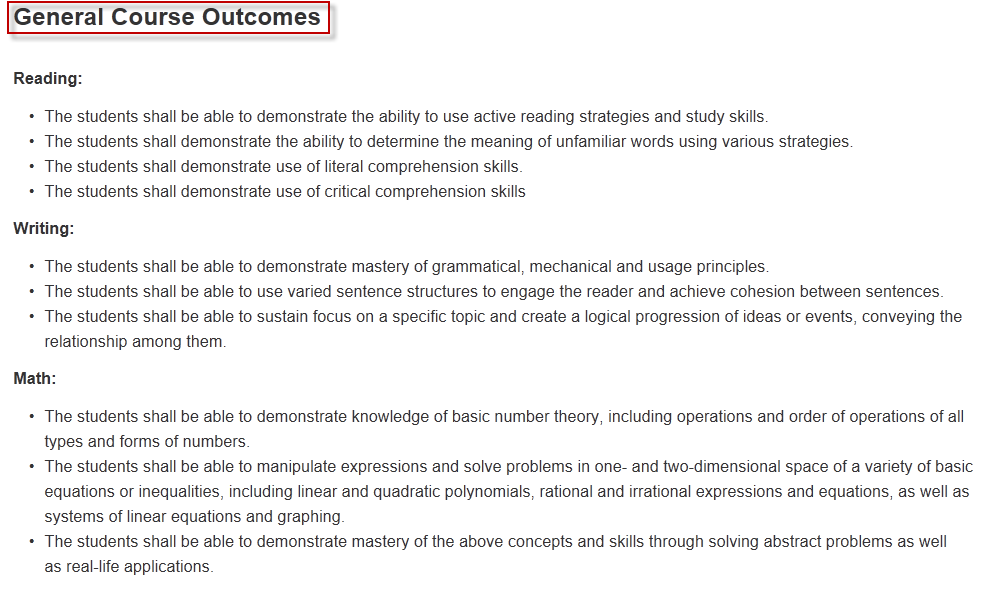 General Course Outcomes
Reading:
• The students shall be able to demonstrate the ability to use active reading strategies and study skills.
• The students shall demonstrate the ability to determine the meaning of unfamiliar words using various strategies.
• The students shall demonstrate use of literal comprehension skills.
• The students shall demonstrate use of critical comprehension skills
Writing:
• The students shall be able to demonstrate mastery of grammatical, mechanical and usage principles.
• The students shall be able to use varied sentence structures to engage the reader and achieve cohesion between sentences.
• The students shall be able to sustain focus on a specific topic and create a logical progression of ideas or events, conveying the
relationship among them.
Math:
• The students shall be able to demonstrate knowledge of basic number theory, including operations and order of operations of all
types and forms of numbers.
• The students shall be able to manipulate expressions and solve problems in one- and two-dimensional space of a variety of basic
equations or inequalities, including linear and quadratic polynomials, rational and irrational expressions and equations, as well as
systems of linear equations and graphing.
• The students shall be able to demonstrate mastery of the above concepts and skills through solving abstract problems as well
as real-life applications.